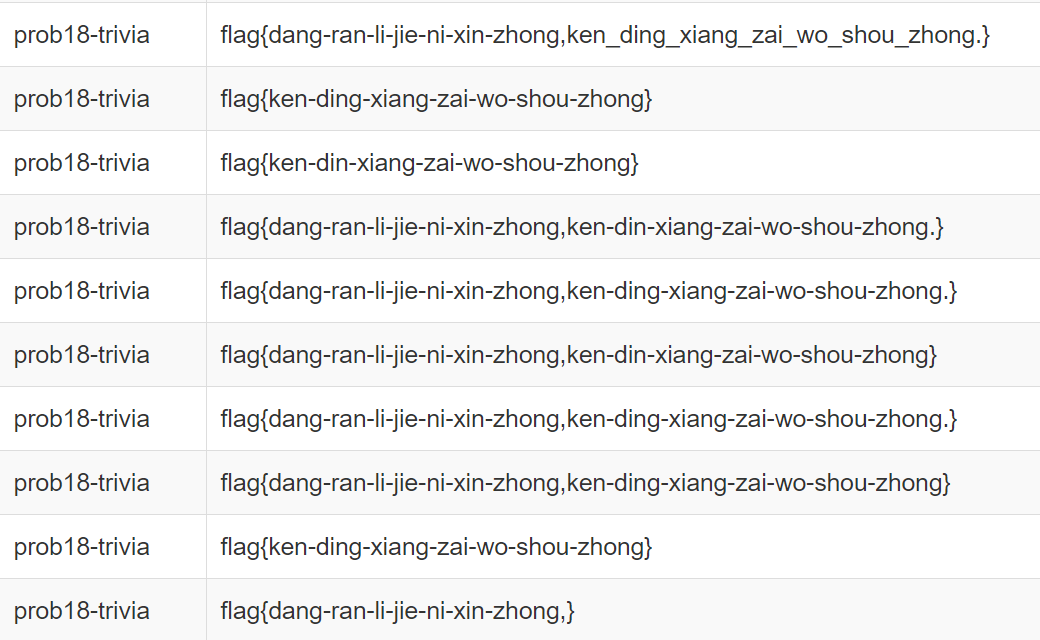 prob18-trivia flag{dang-ran-li-jie-ni-xin-zhong,ken_ding_xiang_zai_wo_shou_zhong.}
prob18-trivia flag{ken-ding-xiang-zai-wo-shou-zhong}
prob18-trivia flag{ken-din-xiang-zai-wo-shou-zhong}
prob18-trivia flag{dang-ran-li-jie-ni-xin-zhong,ken-din-xiang-zai-wo-shou-zhong.}
prob18-trivia flag{dang-ran-li-jie-ni-xin-zhong,ken-ding-xiang-zai-wo-shou-zhong.}
prob18-trivia flag{dang-ran-li-jie-ni-xin-zhong,ken-din-xiang-zai-wo-shou-zhong}
prob18-trivia flag{dang-ran-li-jie-ni-xin-zhong,ken-ding-xiang-zai-wo-shou-zhong.}
prob18-trivia flag{dang-ran-li-jie-ni-xin-zhong,ken-ding-xiang-zai-wo-shou-zhong}
prob18-trivia flag{ken-ding-xiang-zai-wo-shou-zhong}
prob18-trivia flag{dang-ran-li-jie-ni-xin-zhong,}